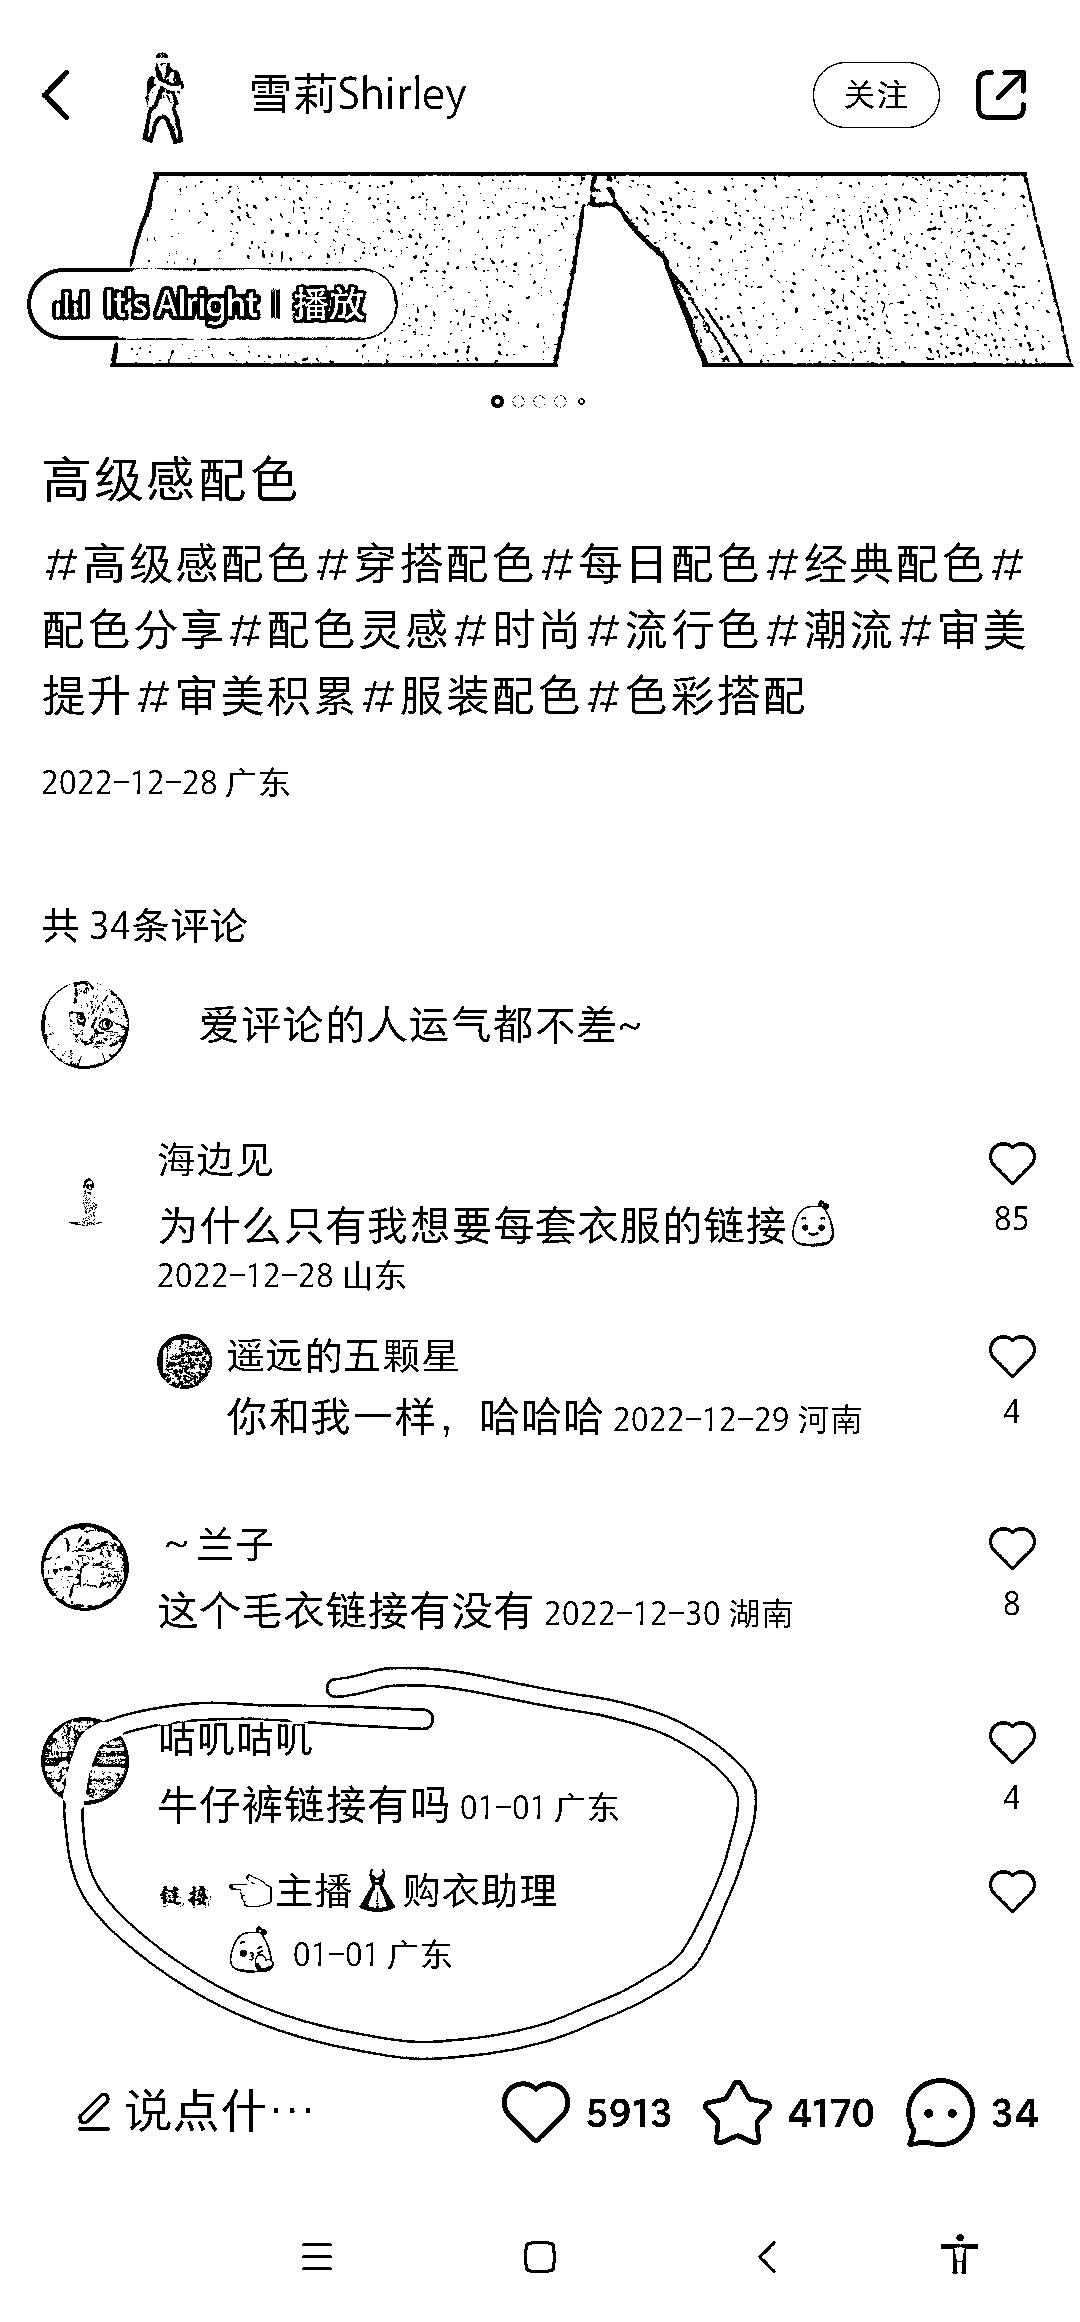 雪莉Shirley
关注
It's Alright || 播放
高级感配色
#高级感配色#穿搭配色#每日配色#经典配色#
配色分享#配色灵感#时尚#流行色#潮流#审美
提升#审美积累#服装配色#色彩搭配
2022-12-28 广东
共 34条评论
爱评论的人运气都不差~
海边见
为什么只有我想要每套衣服的链接
85
2022-12-28 山东
遥远的五颗星
你和我一样，哈哈哈 2022-12-29 河南
4
~兰子
这个毛衣链接有没有 2022-12-30 湖南
8
咕叽咕叽
牛仔裤链接有吗 01-01 广东
4
链接
👈主播👗购衣助理
01-01 广东
说点什…
5913
4170
34